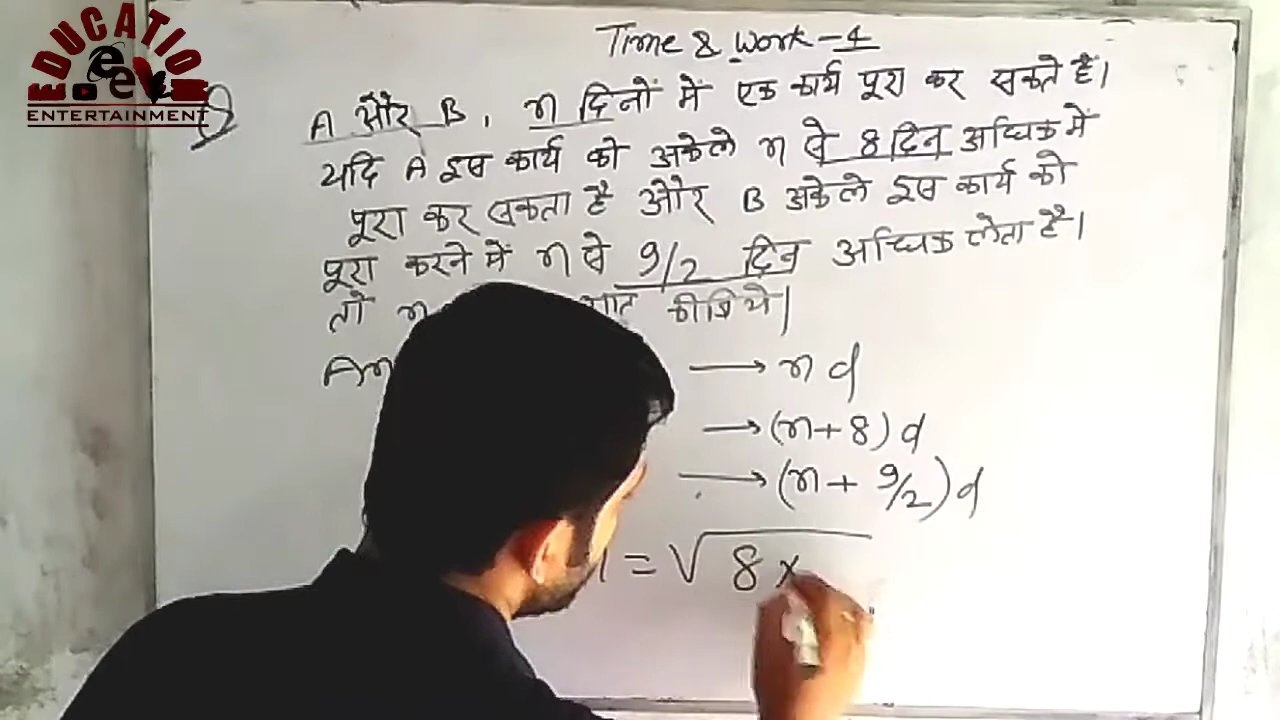 EDUCATION
ee
ENTERTAINMENT
Time & Work - 4
Q A और B, n दिनों में एक कार्य पूरा कर सकते हैं।
यदि A इस कार्य को अकेले n से 8 दिन अधिक में
पूरा कर सकता है और B अकेले इस कार्य को
पूरा करने में n से 9/2 दिन अधिक लेता है।
तो n कीजिये।
→ n d
→ (n + 8) d
→ (n + 9/2) d
= √ 8 x